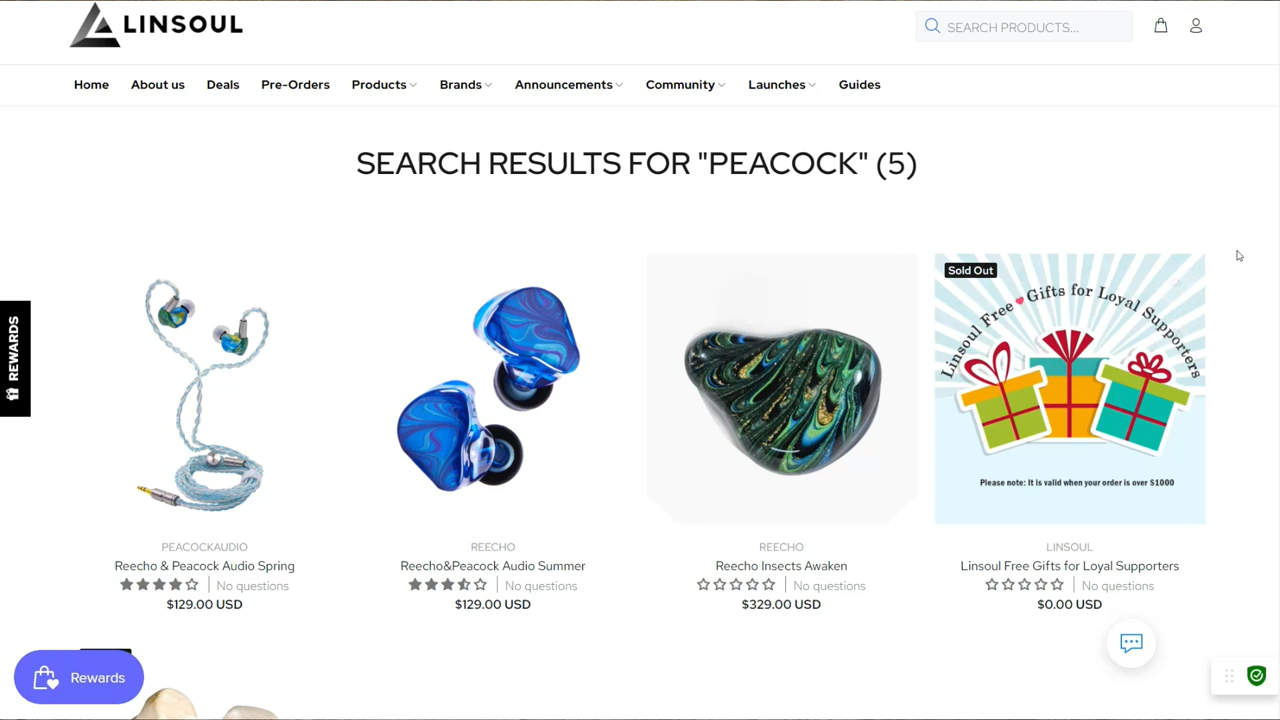 LINSOUL
SEARCH PRODUCTS...
Home About us Deals Pre-Orders Products Brands Announcements Community Launches Guides
SEARCH RESULTS FOR "PEACOCK" (5)
REWARDS
Sold Out
Linsoul Free Gifts for Loyal Supporters
Please note: It is valid when your order is over $1000
PEACOCKAUDIO
Reecho & Peacock Audio Spring
No questions
$129.00 USD
REECHO
Reecho&Peacock Audio Summer
No questions
$129.00 USD
REECHO
Reecho Insects Awaken
No questions
$329.00 USD
LINSOUL
Linsoul Free Gifts for Loyal Supporters
No questions
$0.00 USD
Rewards